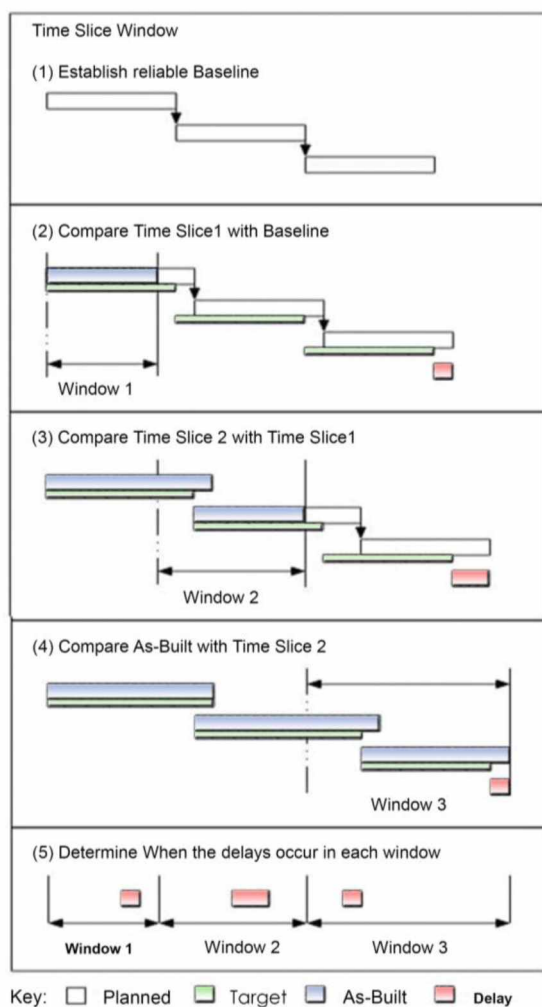 Time Slice Window
(1) Establish reliable Baseline
(2) Compare Time Slice1 with Baseline
Window 1
(3) Compare Time Slice 2 with Time Slice1
Window 2
(4) Compare As-Built with Time Slice 2
Window 3
(5) Determine When the delays occur in each window
Window 1 Window 2 Window 3
Key: Planned Target As-Built Delay